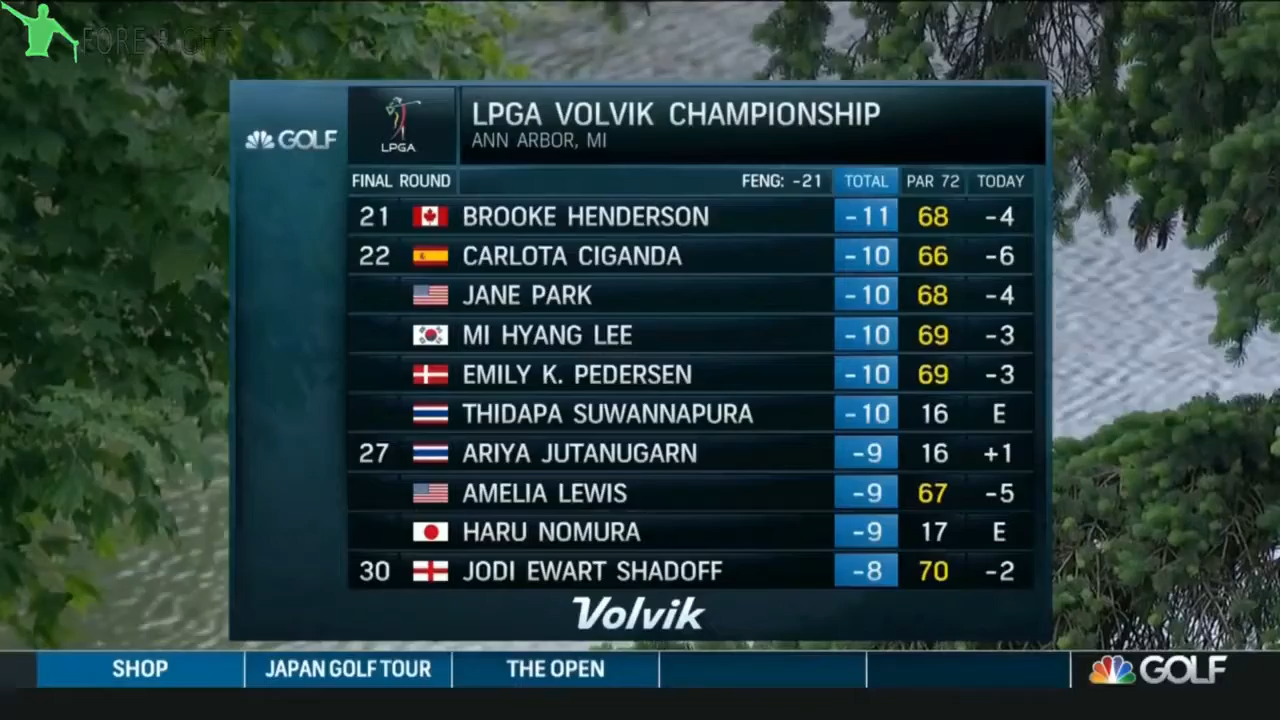 FORE RIGHT
GOLF
LPGA
LPGA VOLVIK CHAMPIONSHIP
ANN ARBOR, MI
FINAL ROUND FENG: -21 TOTAL PAR 72 TODAY
21 BROOKE HENDERSON -11 68 -4
22 CARLOTA CIGANDA -10 66 -6
JANE PARK -10 68 -4
MI HYANG LEE -10 69 -3
EMILY K. PEDERSEN -10 69 -3
THIDAPA SUWANNAPURA -10 16 E
27 ARIYA JUTANUGARN -9 16 +1
AMELIA LEWIS -9 67 -5
HARU NOMURA -9 17 E
30 JODI EWART SHADOFF -8 70 -2
Volvik
SHOP JAPAN GOLF TOUR THE OPEN GOLF